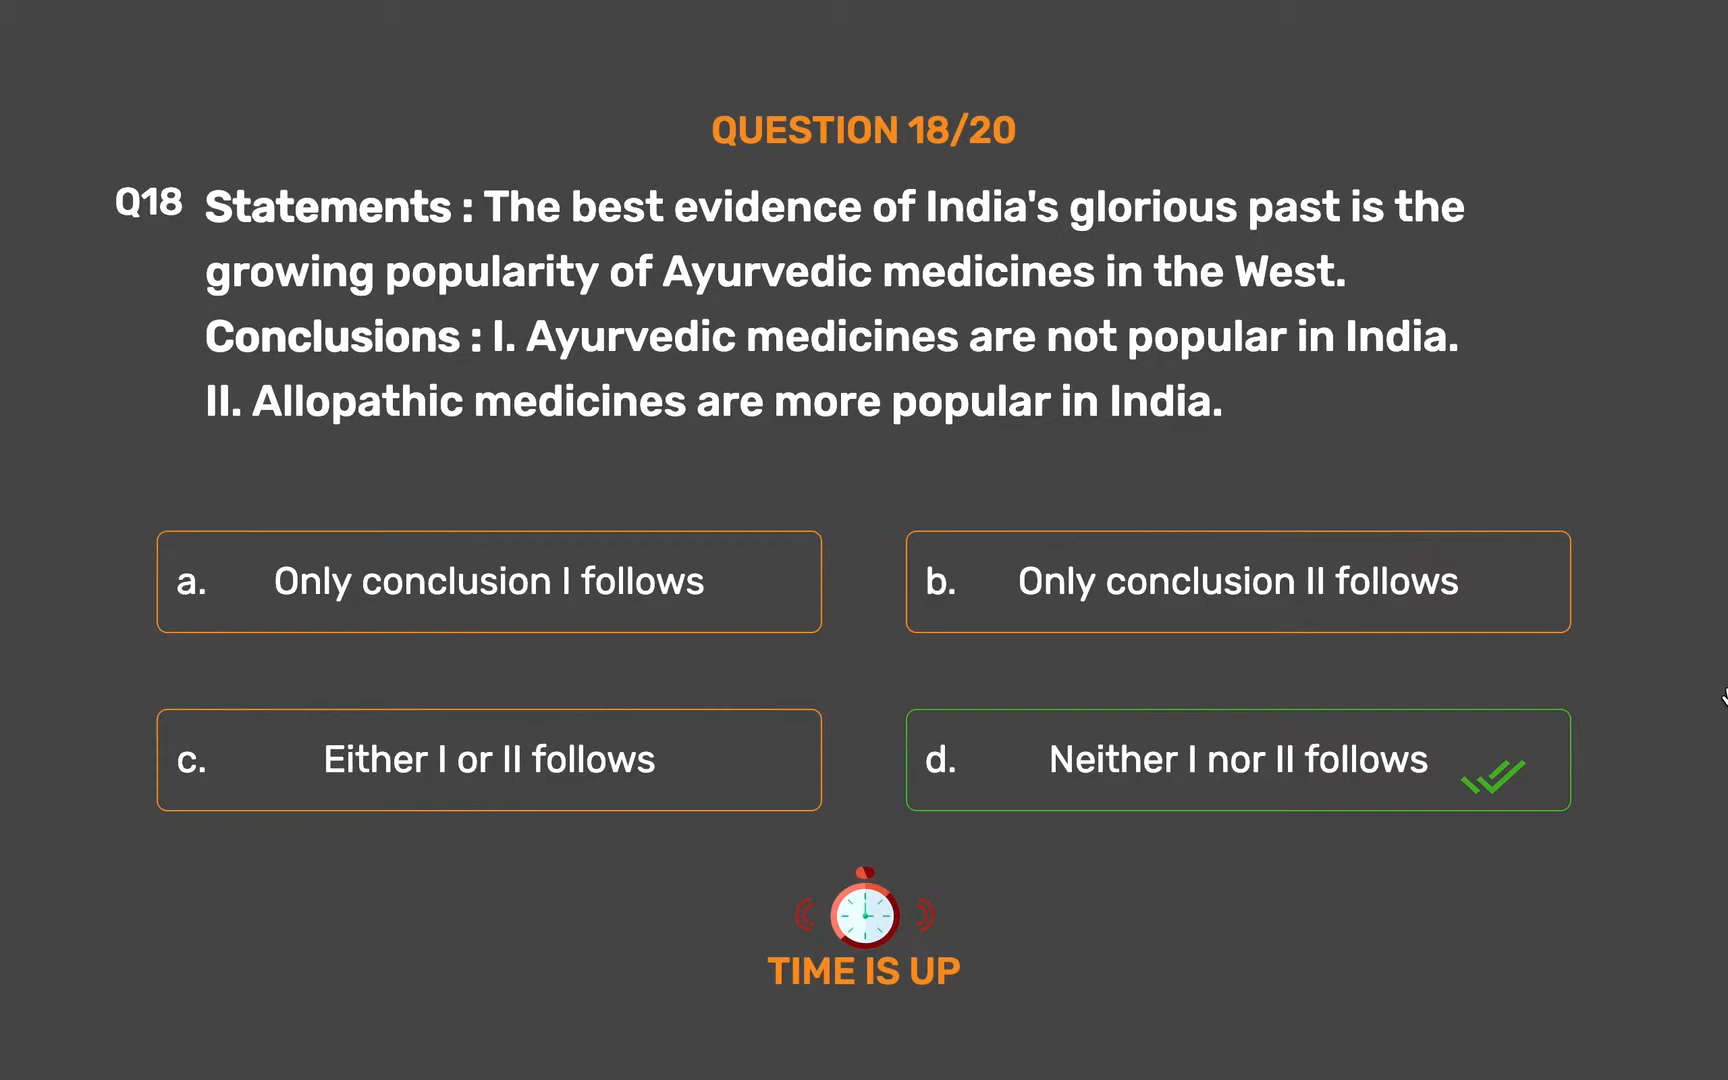 QUESTION 18/20
Q18 Statements : The best evidence of India's glorious past is the
growing popularity of Ayurvedic medicines in the West.
Conclusions : I. Ayurvedic medicines are not popular in India.
II. Allopathic medicines are more popular in India.
a. Only conclusion I follows
b. Only conclusion II follows
c. Either I or II follows
d. Neither I nor II follows
TIME IS UP